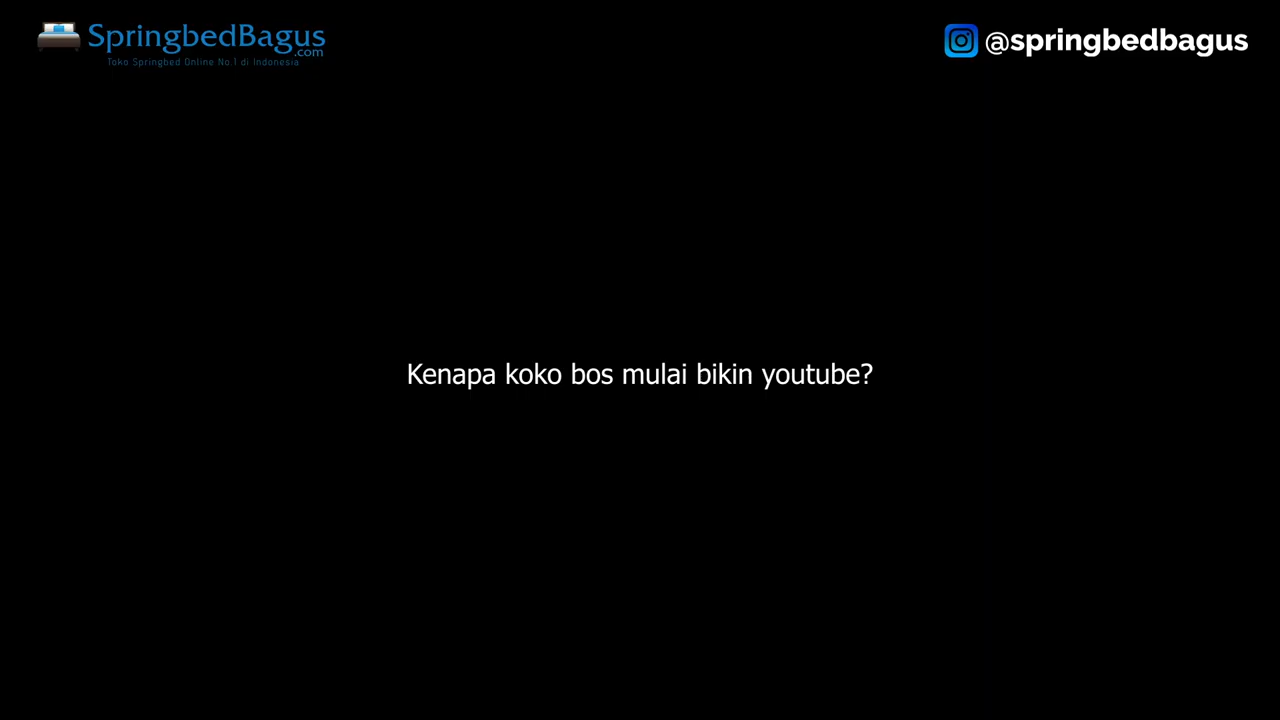 SpringbedBagus
.com
Toko Springbed Online No.1 di Indonesia
@springbedbagus
Kenapa koko bos mulai bikin youtube?